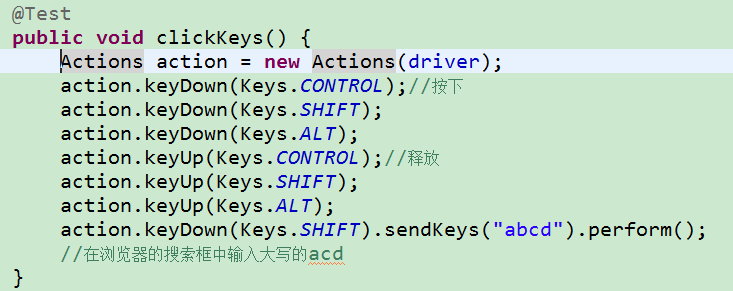 @Test
public void clickKeys() {
Actions action = new Actions(driver);
action.keyDown(Keys.CONTROL);//按下
action.keyDown(Keys.SHIFT);
action.keyDown(Keys.ALT);
action.keyUp(Keys.CONTROL);//释放
action.keyUp(Keys.SHIFT);
action.keyUp(Keys.ALT);
action.keyDown(Keys.SHIFT).sendKeys("abcd").perform();
//在浏览器的搜索框中输入大写的acd
}